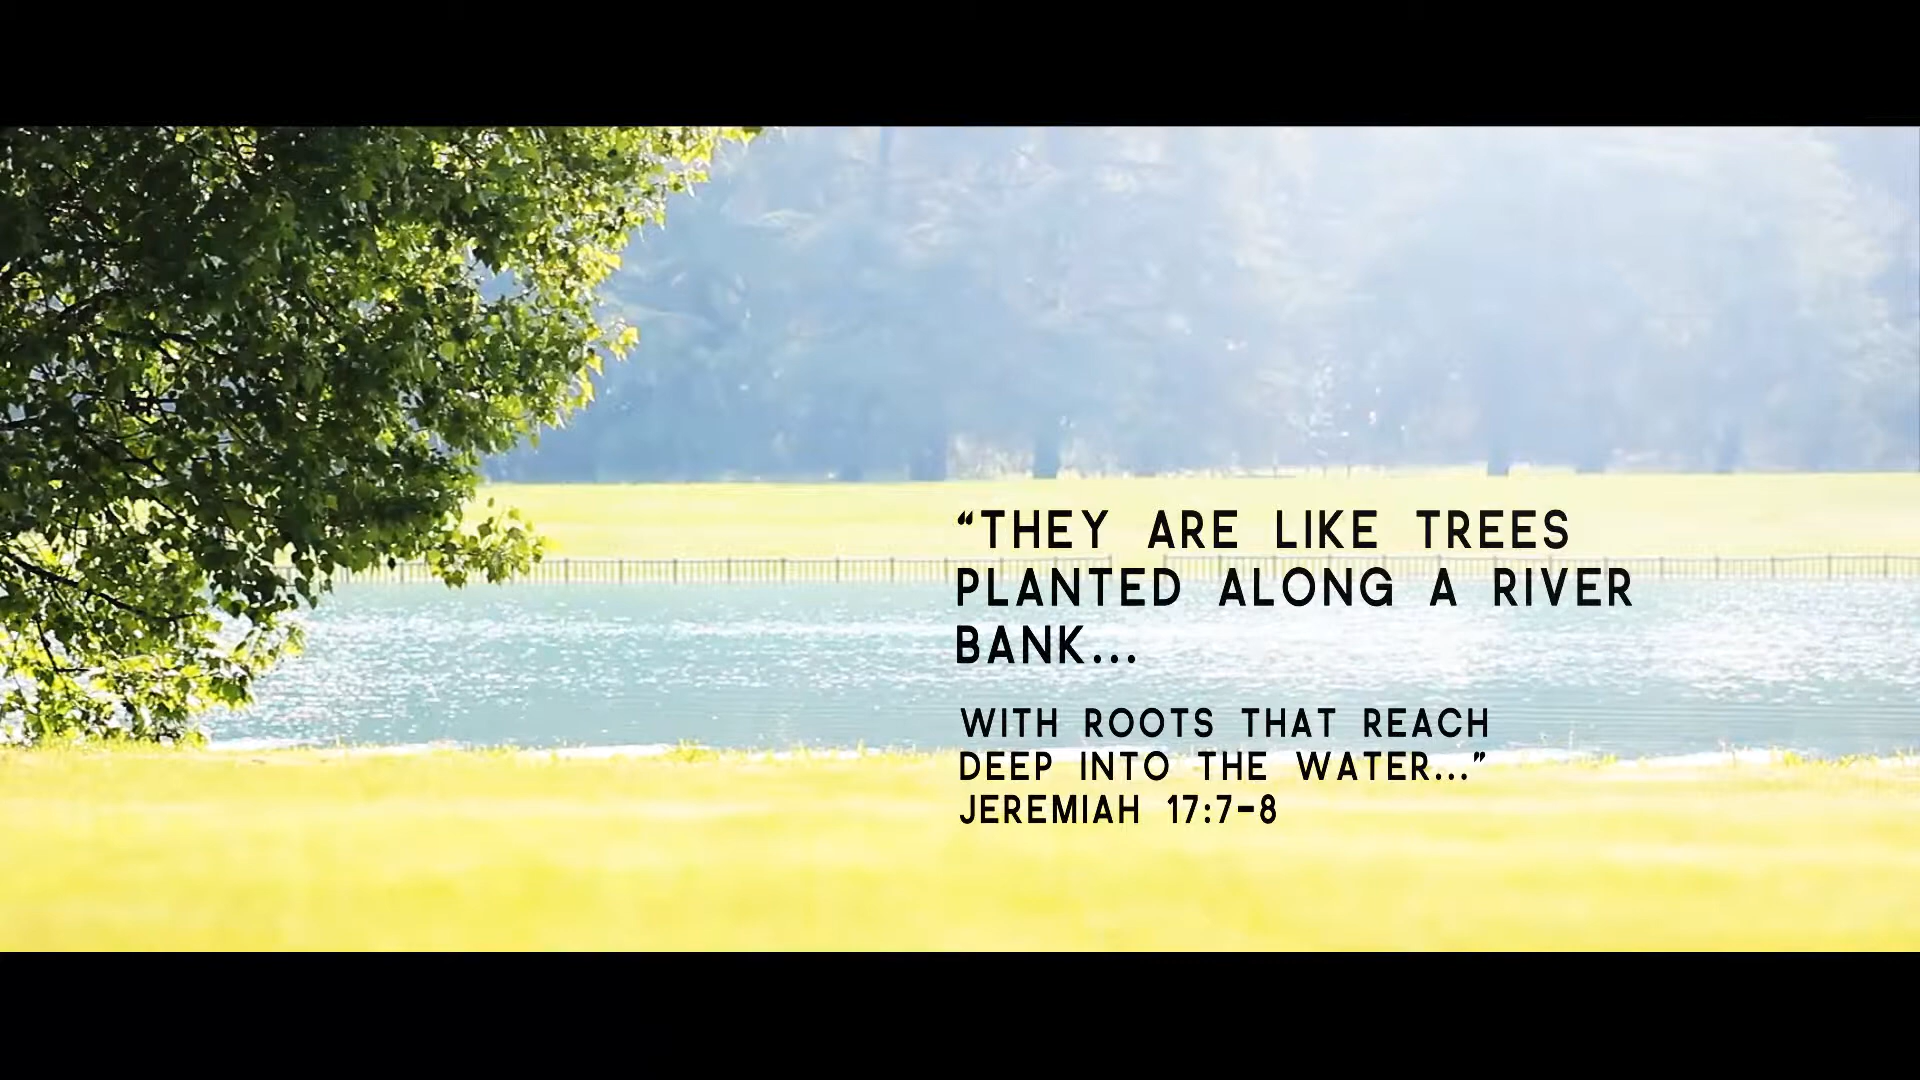 “THEY ARE LIKE TREES
PLANTED ALONG A RIVER
BANK...
WITH ROOTS THAT REACH
DEEP INTO THE WATER...”
JEREMIAH 17:7-8